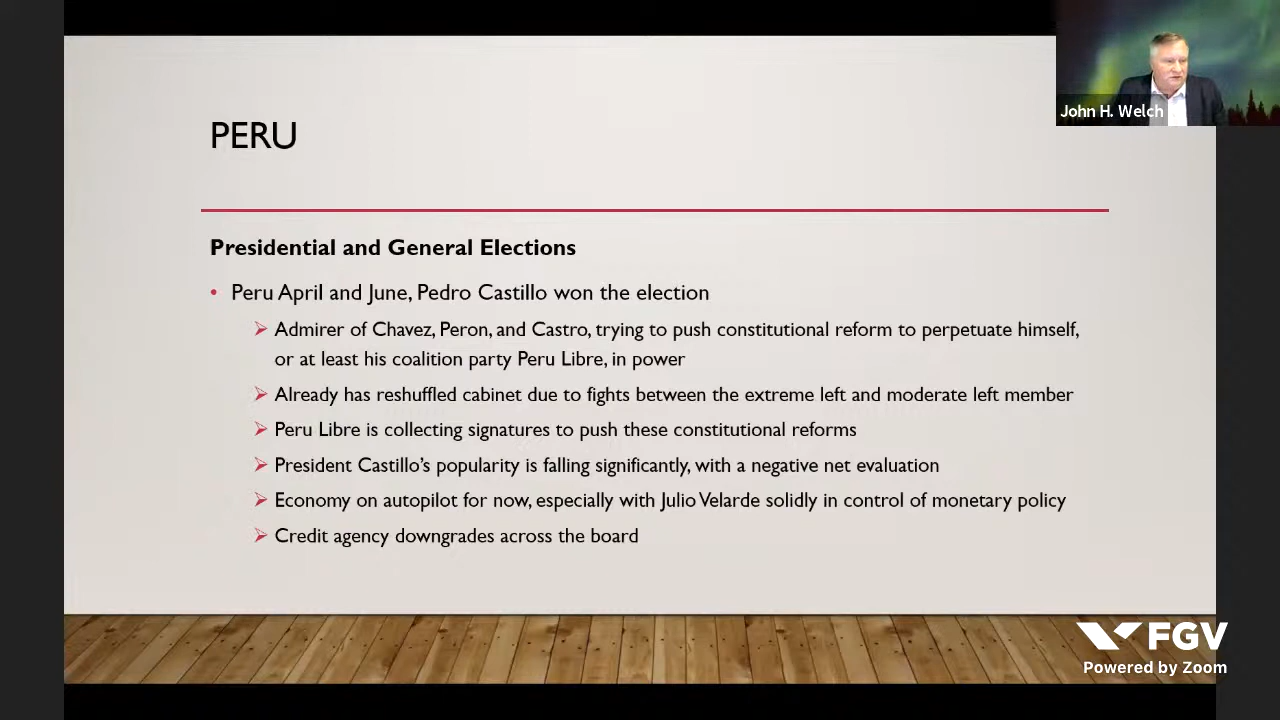 John H. Welch
PERU
Presidential and General Elections
• Peru April and June, Pedro Castillo won the election
➢ Admirer of Chavez, Peron, and Castro, trying to push constitutional reform to perpetuate himself,
or at least his coalition party Peru Libre, in power
➢ Already has reshuffled cabinet due to fights between the extreme left and moderate left member
➢ Peru Libre is collecting signatures to push these constitutional reforms
➢ President Castillo’s popularity is falling significantly, with a negative net evaluation
➢ Economy on autopilot for now, especially with Julio Velarde solidly in control of monetary policy
➢ Credit agency downgrades across the board
FGV
Powered by Zoom